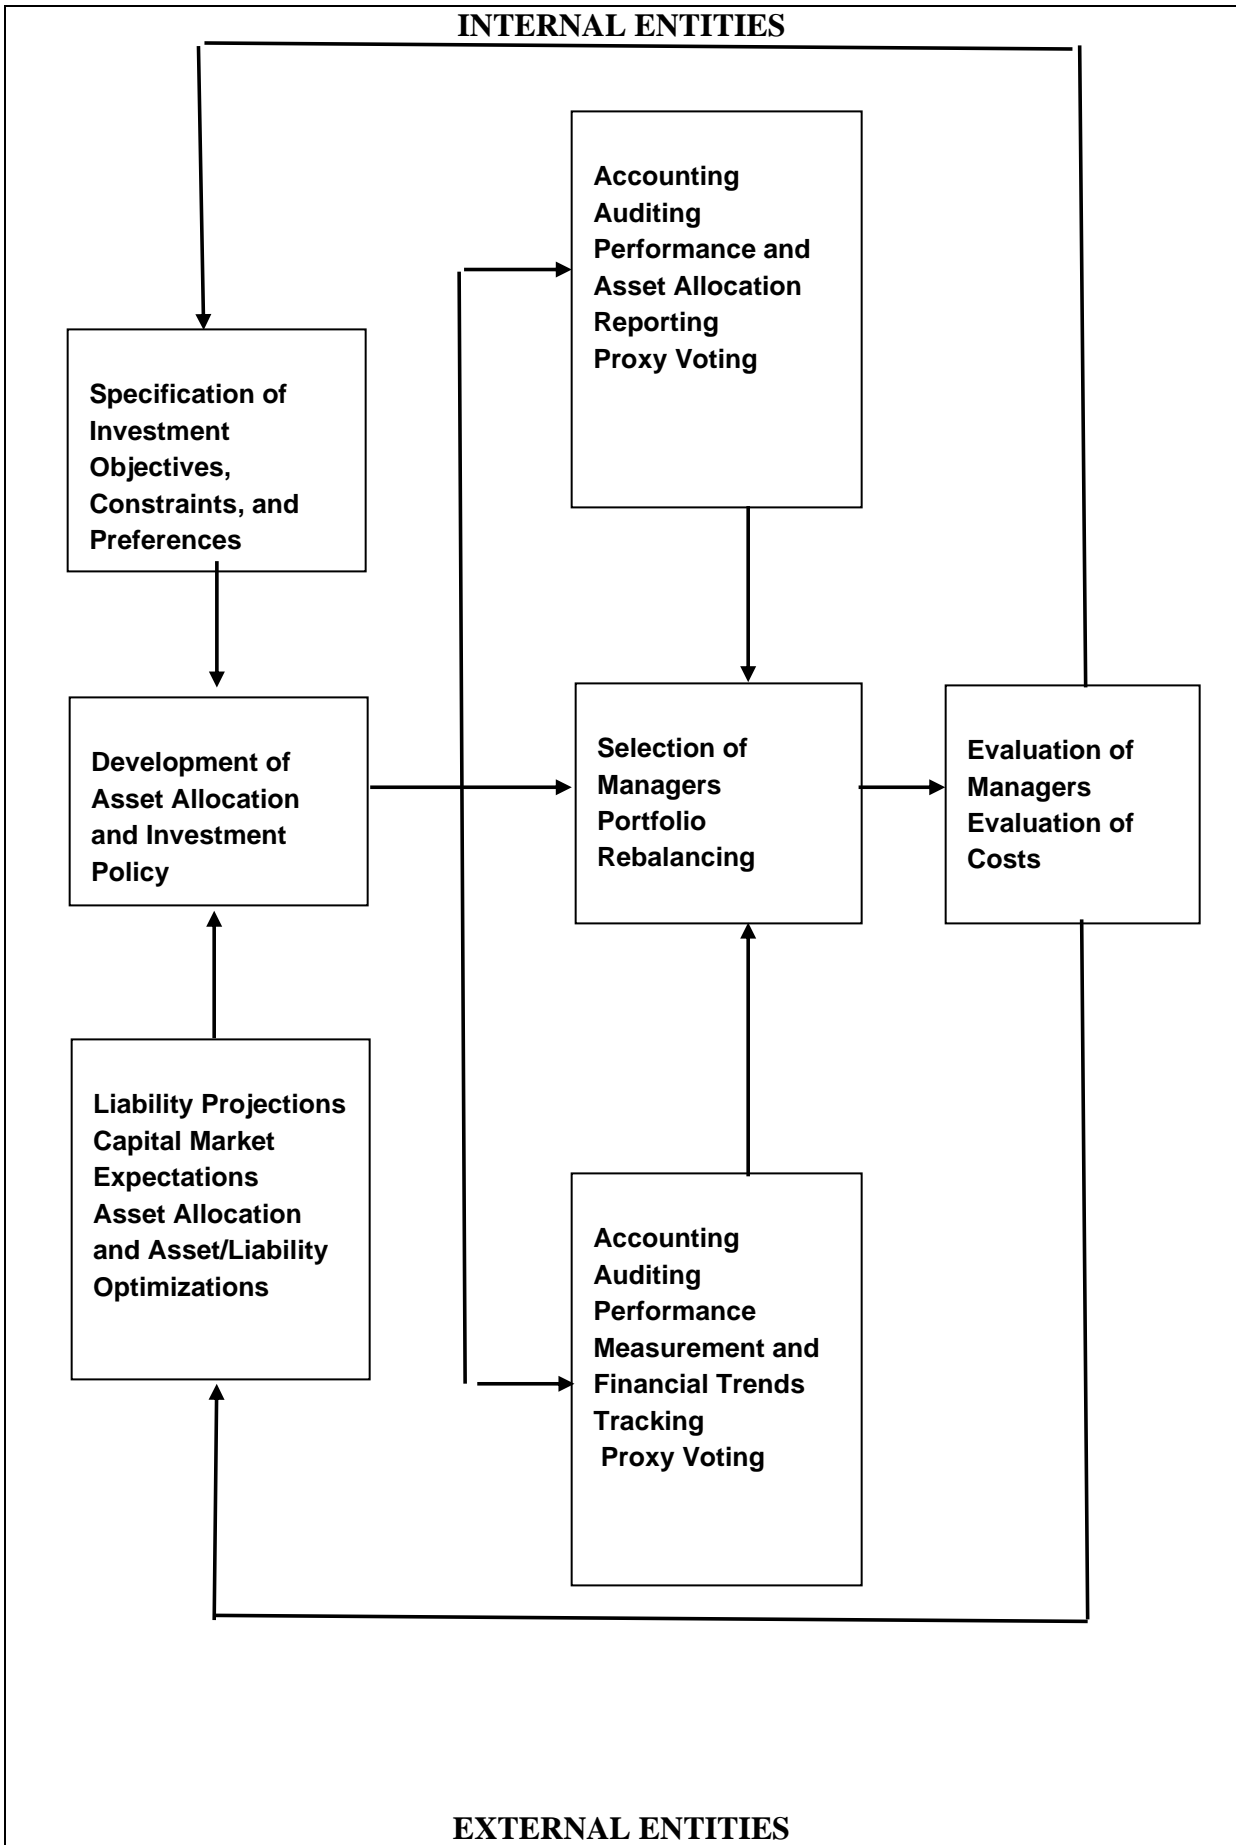 INTERNAL ENTITIES
Accounting
Auditing
Performance and
Asset Allocation
Reporting
Proxy Voting
Specification of
Investment
Objectives,
Constraints, and
Preferences
Development of
Asset Allocation
and Investment
Policy
Selection of
Managers
Portfolio
Rebalancing
Evaluation of
Managers
Evaluation of
Costs
Liability Projections
Capital Market
Expectations
Asset Allocation
and Asset/Liability
Optimizations
Accounting
Auditing
Performance
Measurement and
Financial Trends
Tracking
Proxy Voting
EXTERNAL ENTITIES